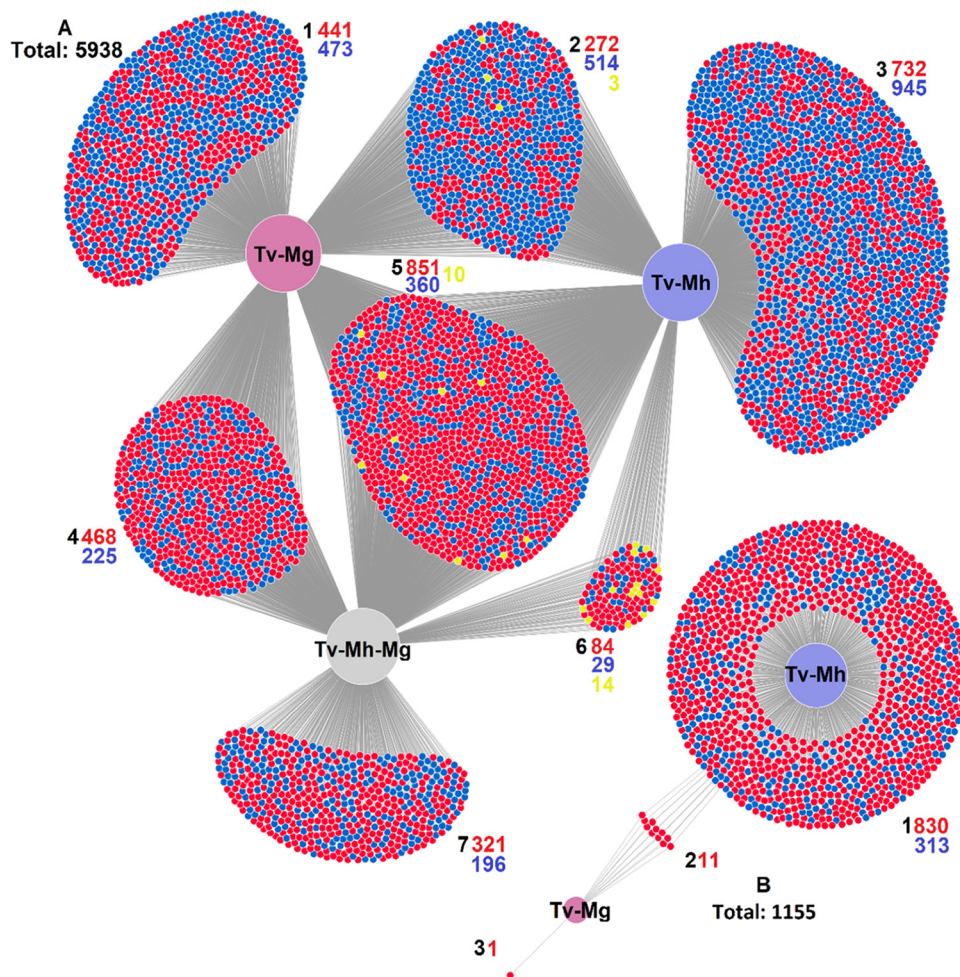 A
Total: 5938
1 441
473
2 272
514
3
3 732
945
Tv-Mg
Tv-Mh
5 851 10
360
4 468
225
Tv-Mh-Mg
6 84
29
14
Tv-Mh
7 321
196
1 830
313
2 11
B
Total: 1155
Tv-Mg
3 1